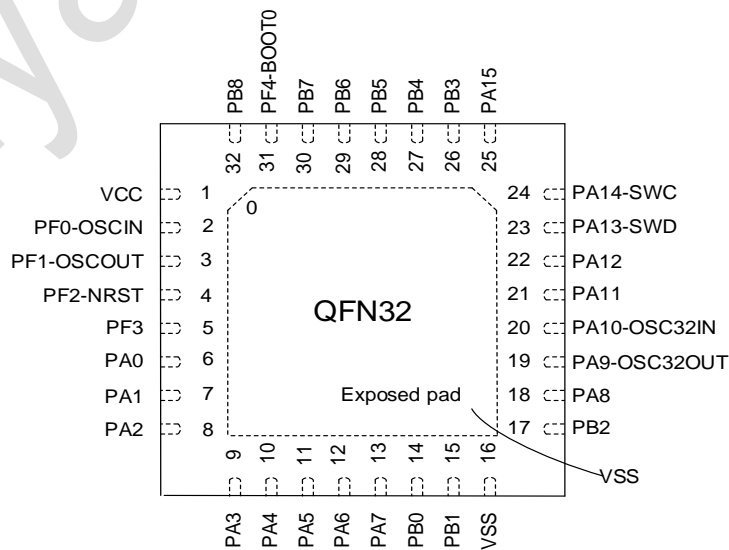 PB8
PF4-BOOT0
PB7
PB6
PB5
PB4
PB3
PA15
32
31
30
29
28
27
26
25
VCC 1
PF0-OSCIN 2
PF1-OSCOUT 3
PF2-NRST 4
PF3 5
PA0 6
PA1 7
PA2 8
0
QFN32
Exposed pad
24 PA14-SWC
23 PA13-SWD
22 PA12
21 PA11
20 PA10-OSC32IN
19 PA9-OSC32OUT
18 PA8
17 PB2
VSS
9
10
11
12
13
14
15
16
PA3
PA4
PA5
PA6
PA7
PB0
PB1
VSS